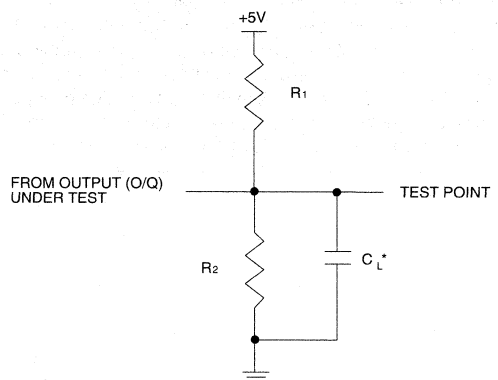 +5V
R1
FROM OUTPUT (O/Q)
UNDER TEST
TEST POINT
R2
CL*